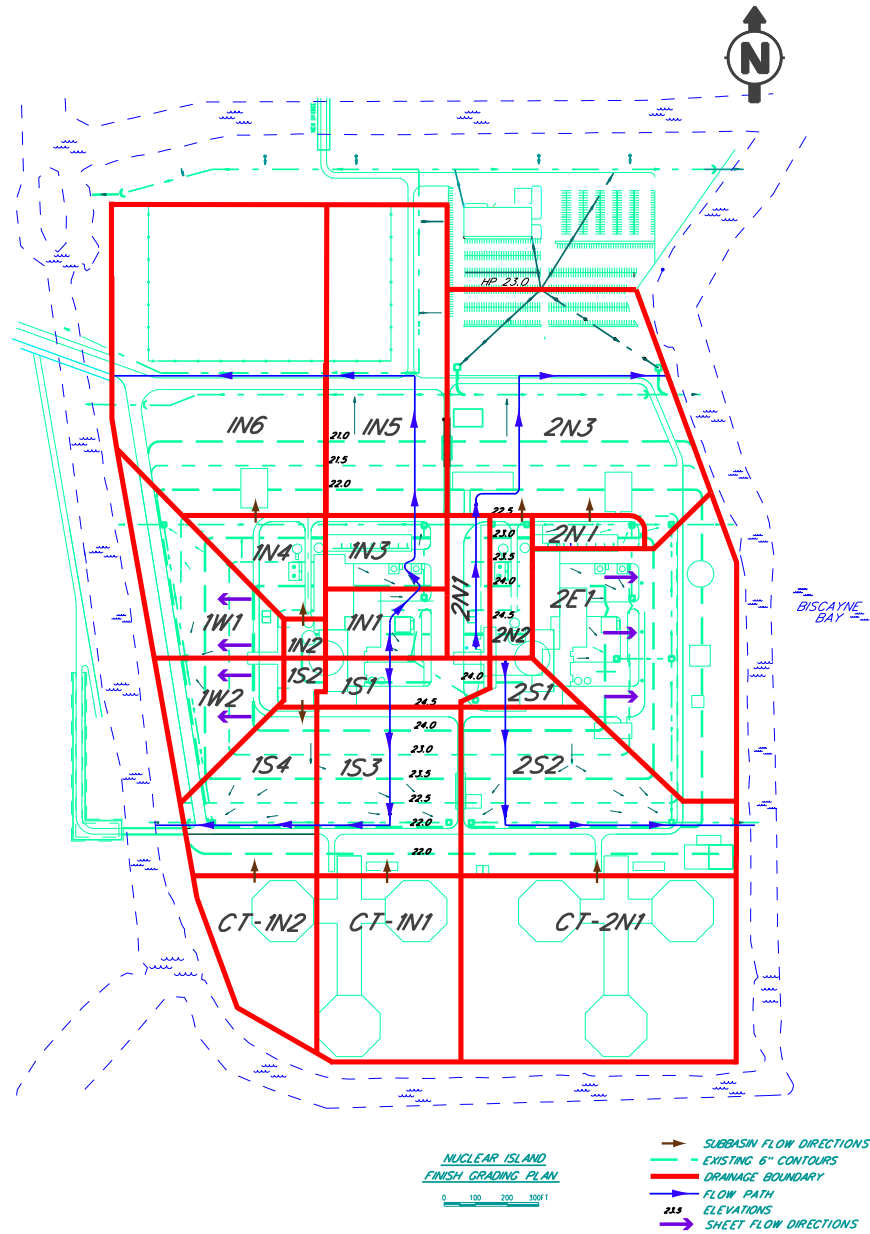 N
HP 23.0
1N6
1N5
2N3
21.0
21.5
22.0
22.5
23.0
23.5
24.0
24.5
2N1
1N4
1N3
2N1
2E1
1W1
1N1
1N2
2N2
BISCAYNE
BAY
1S2
1S1
24.0
2S1
1W2
24.5
24.0
23.0
1S4
1S3
2S2
23.5
22.5
22.0
22.0
CT-1N2
CT-1N1
CT-2N1
NUCLEAR ISLAND
FINISH GRADING PLAN
0 100 200 300FT
SUBBASIN FLOW DIRECTIONS
EXISTING 6" CONTOURS
DRAINAGE BOUNDARY
FLOW PATH
23.5 ELEVATIONS
SHEET FLOW DIRECTIONS